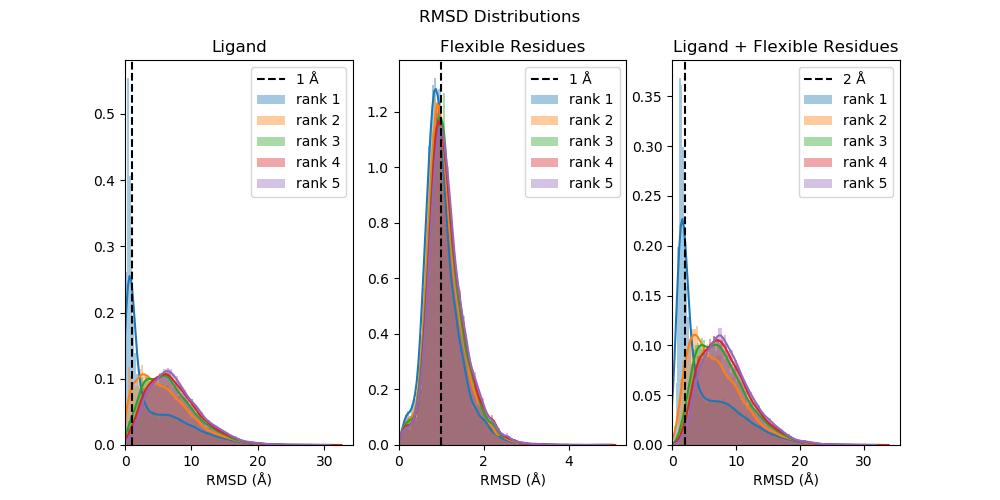 RMSD Distributions
Ligand
1 Å
rank 1
rank 2
rank 3
rank 4
rank 5
0.5
0.4
0.3
0.2
0.1
0.0
0 10 20 30
RMSD (Å)
Flexible Residues
1 Å
rank 1
rank 2
rank 3
rank 4
rank 5
1.2
1.0
0.8
0.6
0.4
0.2
0.0
0 2 4
RMSD (Å)
Ligand + Flexible Residues
2 Å
rank 1
rank 2
rank 3
rank 4
rank 5
0.35
0.30
0.25
0.20
0.15
0.10
0.05
0.00
0 10 20 30
RMSD (Å)